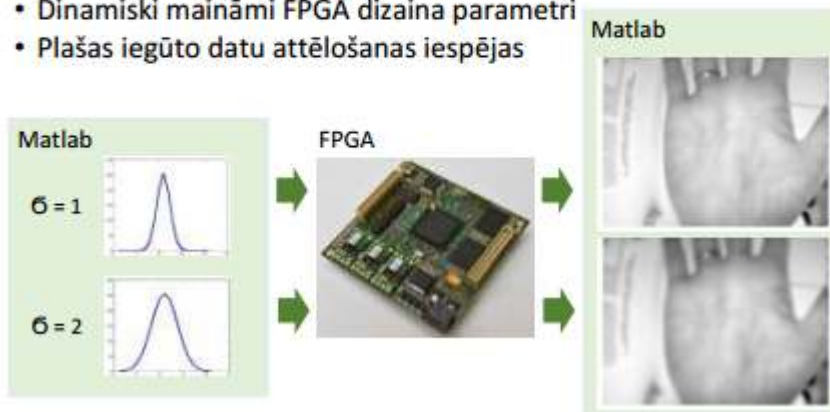 • Dinamiski maināmi FPGA dizaina parametri
• Plašas iegūto datu attēlošanas iespējas
Matlab
Matlab
FPGA
Ϭ = 1
Ϭ = 2